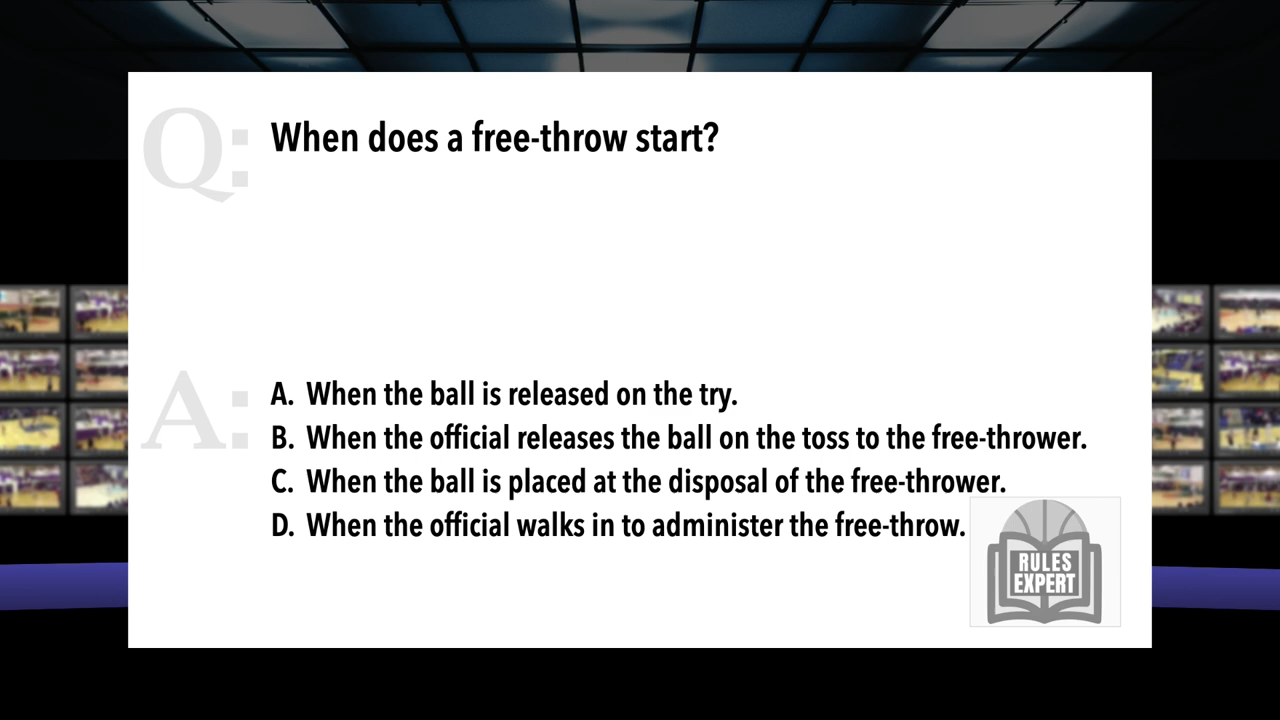 Q: When does a free-throw start?
A: A. When the ball is released on the try.
B. When the official releases the ball on the toss to the free-thrower.
C. When the ball is placed at the disposal of the free-thrower.
D. When the official walks in to administer the free-throw.
RULES
EXPERT